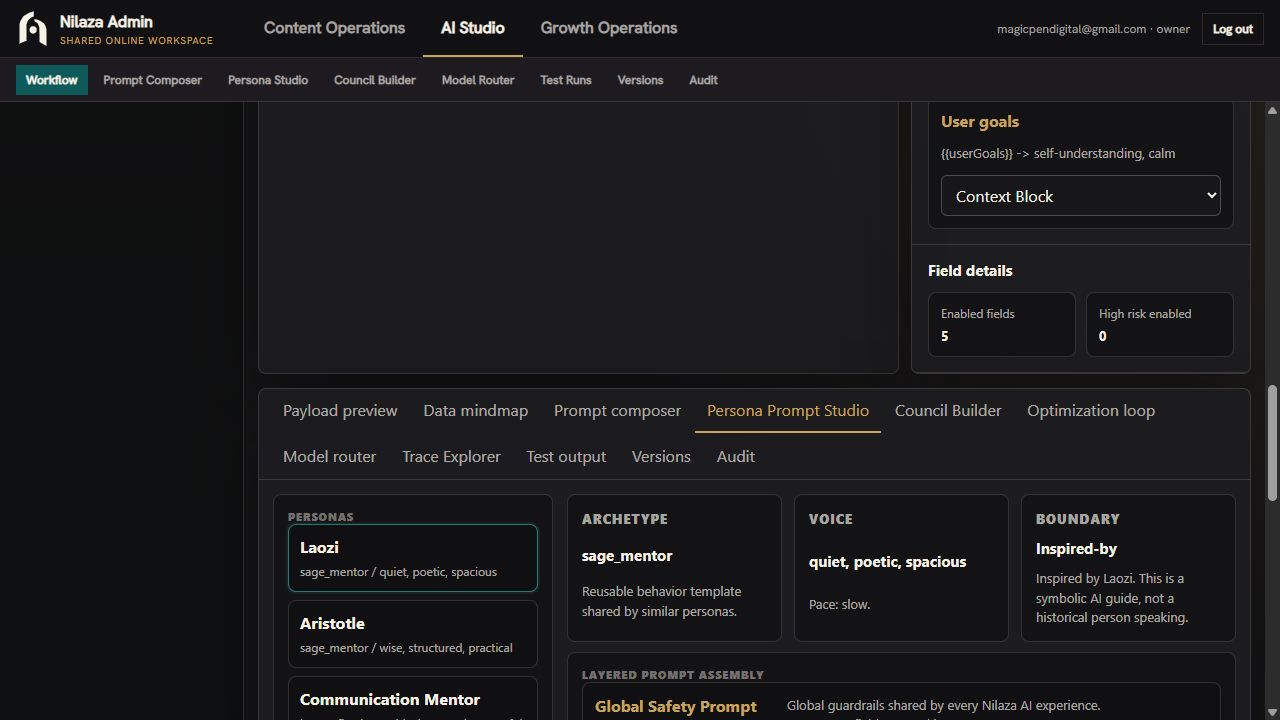 Nilaza Admin
SHARED ONLINE WORKSPACE
Content Operations
AI Studio
Growth Operations
magicpendigital@gmail.com · owner
Log out
Workflow
Prompt Composer
Persona Studio
Council Builder
Model Router
Test Runs
Versions
Audit
User goals
{{userGoals}} -> self-understanding, calm
Context Block
Field details
Enabled fields
5
High risk enabled
0
Payload preview
Data mindmap
Prompt composer
Persona Prompt Studio
Council Builder
Optimization loop
Model router
Trace Explorer
Test output
Versions
Audit
PERSONAS
Laozi
sage_mentor / quiet, poetic, spacious
Aristotle
sage_mentor / wise, structured, practical
Communication Mentor
ARCHETYPE
sage_mentor
Reusable behavior template
shared by similar personas.
VOICE
quiet, poetic, spacious
Pace: slow.
BOUNDARY
Inspired-by
Inspired by Laozi. This is a
symbolic AI guide, not a
historical person speaking.
LAYERED PROMPT ASSEMBLY
Global Safety Prompt
Global guardrails shared by every Nilaza AI experience.